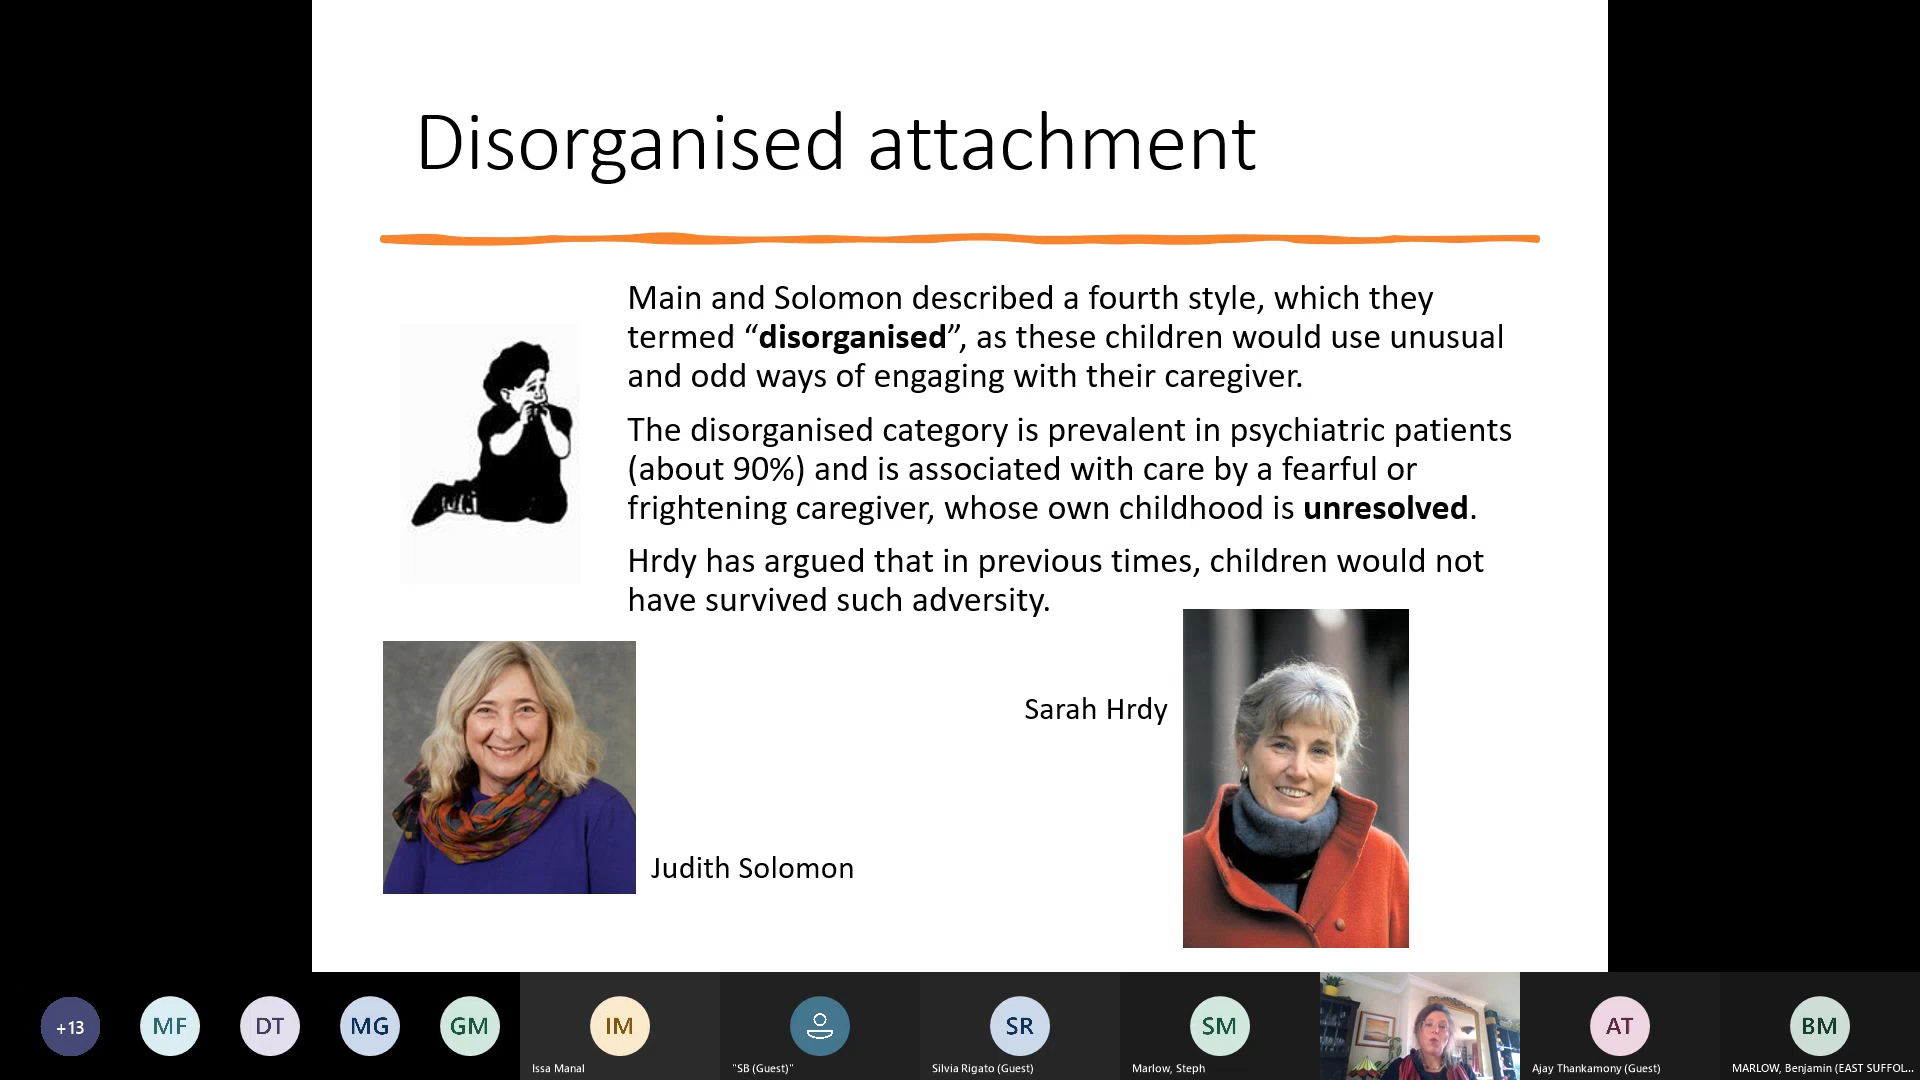 Disorganised attachment
Main and Solomon described a fourth style, which they
termed “disorganised”, as these children would use unusual
and odd ways of engaging with their caregiver.
The disorganised category is prevalent in psychiatric patients
(about 90%) and is associated with care by a fearful or
frightening caregiver, whose own childhood is unresolved.
Hrdy has argued that in previous times, children would not
have survived such adversity.
Sarah Hrdy
Judith Solomon
+13
MF
DT
MG
GM
IM
SR
SM
AT
BM
Issa Manal
"SB (Guest)"
Silvia Rigato (Guest)
Marlow, Steph
Ajay Thankamony (Guest)
MARLOW, Benjamin (EAST SUFFOL...